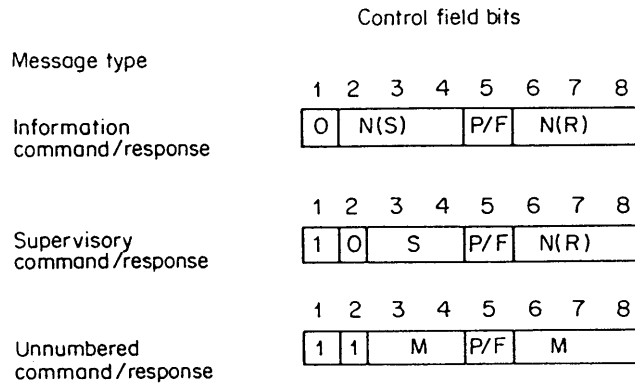 Control field bits
Message type
1 2 3 4 5 6 7 8
Information
command/response
0 N(S) P/F N(R)
1 2 3 4 5 6 7 8
Supervisory
command/response
1 0 S P/F N(R)
1 2 3 4 5 6 7 8
Unnumbered
command/response
1 1 M P/F M